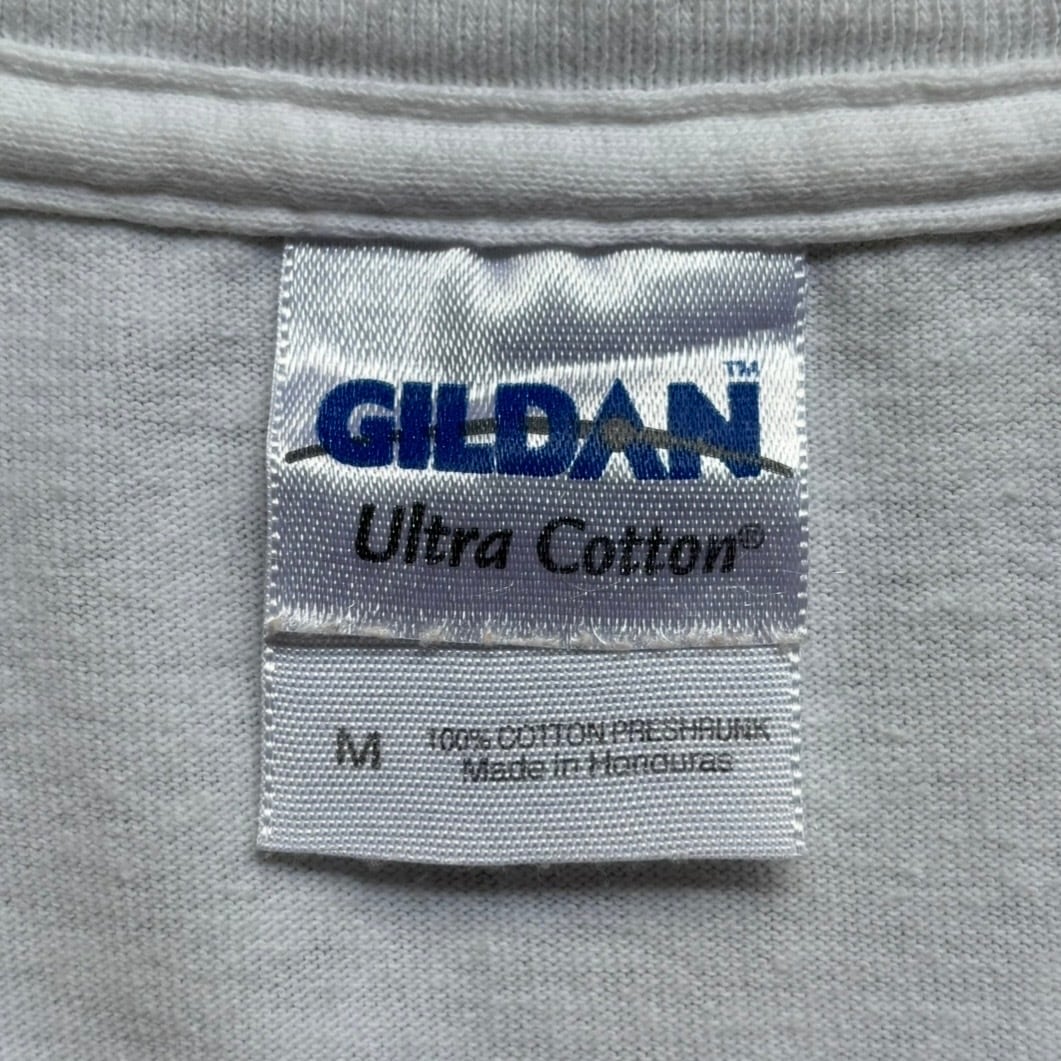 GILDAN™
Ultra Cotton®
M 100% COTTON PRESHRUNK
Made in Honduras